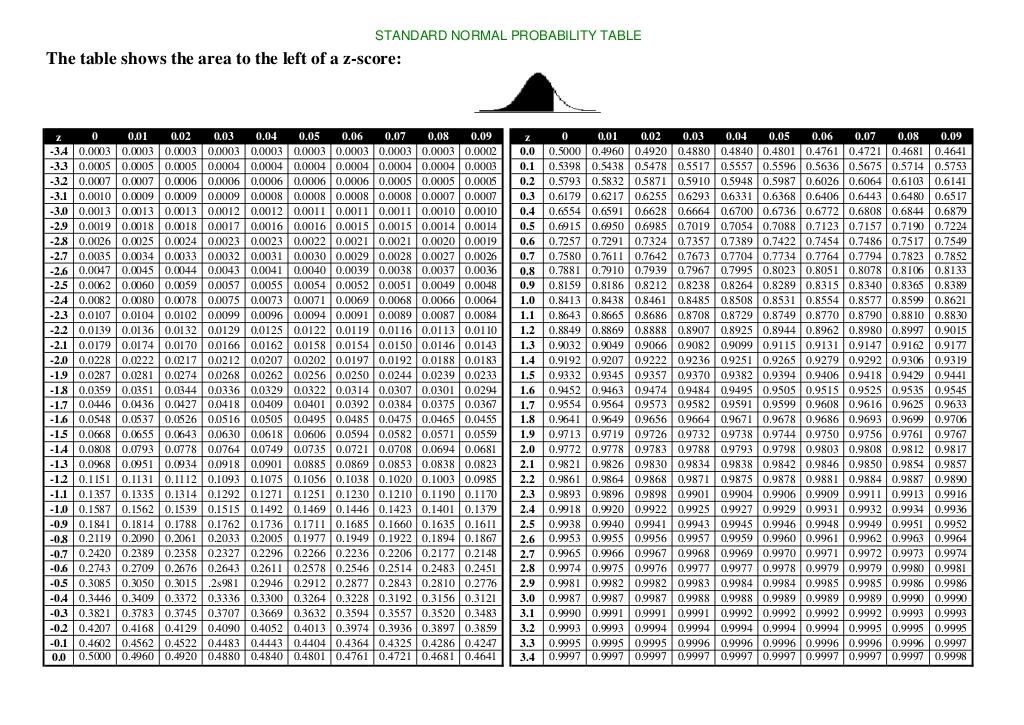 STANDARD NORMAL PROBABILITY TABLE
The table shows the area to the left of a z-score:
z 0 0.01 0.02 0.03 0.04 0.05 0.06 0.07 0.08 0.09
-3.4 0.0003 0.0003 0.0003 0.0003 0.0003 0.0003 0.0003 0.0003 0.0003 0.0002
-3.3 0.0005 0.0005 0.0005 0.0004 0.0004 0.0004 0.0004 0.0004 0.0004 0.0003
-3.2 0.0007 0.0007 0.0006 0.0006 0.0006 0.0006 0.0006 0.0005 0.0005 0.0005
-3.1 0.0010 0.0009 0.0009 0.0009 0.0008 0.0008 0.0008 0.0008 0.0007 0.0007
-3.0 0.0013 0.0013 0.0013 0.0012 0.0012 0.0011 0.0011 0.0011 0.0010 0.0010
-2.9 0.0019 0.0018 0.0018 0.0017 0.0016 0.0016 0.0015 0.0015 0.0014 0.0014
-2.8 0.0026 0.0025 0.0024 0.0023 0.0023 0.0022 0.0021 0.0021 0.0020 0.0019
-2.7 0.0035 0.0034 0.0033 0.0032 0.0031 0.0030 0.0029 0.0028 0.0027 0.0026
-2.6 0.0047 0.0045 0.0044 0.0043 0.0041 0.0040 0.0039 0.0038 0.0037 0.0036
-2.5 0.0062 0.0060 0.0059 0.0057 0.0055 0.0054 0.0052 0.0051 0.0049 0.0048
-2.4 0.0082 0.0080 0.0078 0.0075 0.0073 0.0071 0.0069 0.0068 0.0066 0.0064
-2.3 0.0107 0.0104 0.0102 0.0099 0.0096 0.0094 0.0091 0.0089 0.0087 0.0084
-2.2 0.0139 0.0136 0.0132 0.0129 0.0125 0.0122 0.0119 0.0116 0.0113 0.0110
-2.1 0.0179 0.0174 0.0170 0.0166 0.0162 0.0158 0.0154 0.0150 0.0146 0.0143
-2.0 0.0228 0.0222 0.0217 0.0212 0.0207 0.0202 0.0197 0.0192 0.0188 0.0183
-1.9 0.0287 0.0281 0.0274 0.0268 0.0262 0.0256 0.0250 0.0244 0.0239 0.0233
-1.8 0.0359 0.0351 0.0344 0.0336 0.0329 0.0322 0.0314 0.0307 0.0301 0.0294
-1.7 0.0446 0.0436 0.0427 0.0418 0.0409 0.0401 0.0392 0.0384 0.0375 0.0367
-1.6 0.0548 0.0537 0.0526 0.0516 0.0505 0.0495 0.0485 0.0475 0.0465 0.0455
-1.5 0.0668 0.0655 0.0643 0.0630 0.0618 0.0606 0.0594 0.0582 0.0571 0.0559
-1.4 0.0808 0.0793 0.0778 0.0764 0.0749 0.0735 0.0721 0.0708 0.0694 0.0681
-1.3 0.0968 0.0951 0.0934 0.0918 0.0901 0.0885 0.0869 0.0853 0.0838 0.0823
-1.2 0.1151 0.1131 0.1112 0.1093 0.1075 0.1056 0.1038 0.1020 0.1003 0.0985
-1.1 0.1357 0.1335 0.1314 0.1292 0.1271 0.1251 0.1230 0.1210 0.1190 0.1170
-1.0 0.1587 0.1562 0.1539 0.1515 0.1492 0.1469 0.1446 0.1423 0.1401 0.1379
-0.9 0.1841 0.1814 0.1788 0.1762 0.1736 0.1711 0.1685 0.1660 0.1635 0.1611
-0.8 0.2119 0.2090 0.2061 0.2033 0.2005 0.1977 0.1949 0.1922 0.1894 0.1867
-0.7 0.2420 0.2389 0.2358 0.2327 0.2296 0.2266 0.2236 0.2206 0.2177 0.2148
-0.6 0.2743 0.2709 0.2676 0.2643 0.2611 0.2578 0.2546 0.2514 0.2483 0.2451
-0.5 0.3085 0.3050 0.3015 .2s981 0.2946 0.2912 0.2877 0.2843 0.2810 0.2776
-0.4 0.3446 0.3409 0.3372 0.3336 0.3300 0.3264 0.3228 0.3192 0.3156 0.3121
-0.3 0.3821 0.3783 0.3745 0.3707 0.3669 0.3632 0.3594 0.3557 0.3520 0.3483
-0.2 0.4207 0.4168 0.4129 0.4090 0.4052 0.4013 0.3974 0.3936 0.3897 0.3859
-0.1 0.4602 0.4562 0.4522 0.4483 0.4443 0.4404 0.4364 0.4325 0.4286 0.4247
0.0 0.5000 0.4960 0.4920 0.4880 0.4840 0.4801 0.4761 0.4721 0.4681 0.4641
z 0 0.01 0.02 0.03 0.04 0.05 0.06 0.07 0.08 0.09
0.0 0.5000 0.4960 0.4920 0.4880 0.4840 0.4801 0.4761 0.4721 0.4681 0.4641
0.1 0.5398 0.5438 0.5478 0.5517 0.5557 0.5596 0.5636 0.5675 0.5714 0.5753
0.2 0.5793 0.5832 0.5871 0.5910 0.5948 0.5987 0.6026 0.6064 0.6103 0.6141
0.3 0.6179 0.6217 0.6255 0.6293 0.6331 0.6368 0.6406 0.6443 0.6480 0.6517
0.4 0.6554 0.6591 0.6628 0.6664 0.6700 0.6736 0.6772 0.6808 0.6844 0.6879
0.5 0.6915 0.6950 0.6985 0.7019 0.7054 0.7088 0.7123 0.7157 0.7190 0.7224
0.6 0.7257 0.7291 0.7324 0.7357 0.7389 0.7422 0.7454 0.7486 0.7517 0.7549
0.7 0.7580 0.7611 0.7642 0.7673 0.7704 0.7734 0.7764 0.7794 0.7823 0.7852
0.8 0.7881 0.7910 0.7939 0.7967 0.7995 0.8023 0.8051 0.8078 0.8106 0.8133
0.9 0.8159 0.8186 0.8212 0.8238 0.8264 0.8289 0.8315 0.8340 0.8365 0.8389
1.0 0.8413 0.8438 0.8461 0.8485 0.8508 0.8531 0.8554 0.8577 0.8599 0.8621
1.1 0.8643 0.8665 0.8686 0.8708 0.8729 0.8749 0.8770 0.8790 0.8810 0.8830
1.2 0.8849 0.8869 0.8888 0.8907 0.8925 0.8944 0.8962 0.8980 0.8997 0.9015
1.3 0.9032 0.9049 0.9066 0.9082 0.9099 0.9115 0.9131 0.9147 0.9162 0.9177
1.4 0.9192 0.9207 0.9222 0.9236 0.9251 0.9265 0.9279 0.9292 0.9306 0.9319
1.5 0.9332 0.9345 0.9357 0.9370 0.9382 0.9394 0.9406 0.9418 0.9429 0.9441
1.6 0.9452 0.9463 0.9474 0.9484 0.9495 0.9505 0.9515 0.9525 0.9535 0.9545
1.7 0.9554 0.9564 0.9573 0.9582 0.9591 0.9599 0.9608 0.9616 0.9625 0.9633
1.8 0.9641 0.9649 0.9656 0.9664 0.9671 0.9678 0.9686 0.9693 0.9699 0.9706
1.9 0.9713 0.9719 0.9726 0.9732 0.9738 0.9744 0.9750 0.9756 0.9761 0.9767
2.0 0.9772 0.9778 0.9783 0.9788 0.9793 0.9798 0.9803 0.9808 0.9812 0.9817
2.1 0.9821 0.9826 0.9830 0.9834 0.9838 0.9842 0.9846 0.9850 0.9854 0.9857
2.2 0.9861 0.9864 0.9868 0.9871 0.9875 0.9878 0.9881 0.9884 0.9887 0.9890
2.3 0.9893 0.9896 0.9898 0.9901 0.9904 0.9906 0.9909 0.9911 0.9913 0.9916
2.4 0.9918 0.9920 0.9922 0.9925 0.9927 0.9929 0.9931 0.9932 0.9934 0.9936
2.5 0.9938 0.9940 0.9941 0.9943 0.9945 0.9946 0.9948 0.9949 0.9951 0.9952
2.6 0.9953 0.9955 0.9956 0.9957 0.9959 0.9960 0.9961 0.9962 0.9963 0.9964
2.7 0.9965 0.9966 0.9967 0.9968 0.9969 0.9970 0.9971 0.9972 0.9973 0.9974
2.8 0.9974 0.9975 0.9976 0.9977 0.9977 0.9978 0.9979 0.9979 0.9980 0.9981
2.9 0.9981 0.9982 0.9982 0.9983 0.9984 0.9984 0.9985 0.9985 0.9986 0.9986
3.0 0.9987 0.9987 0.9987 0.9988 0.9988 0.9989 0.9989 0.9989 0.9990 0.9990
3.1 0.9990 0.9991 0.9991 0.9991 0.9992 0.9992 0.9992 0.9992 0.9993 0.9993
3.2 0.9993 0.9993 0.9994 0.9994 0.9994 0.9994 0.9994 0.9995 0.9995 0.9995
3.3 0.9995 0.9995 0.9995 0.9996 0.9996 0.9996 0.9996 0.9996 0.9996 0.9997
3.4 0.9997 0.9997 0.9997 0.9997 0.9997 0.9997 0.9997 0.9997 0.9997 0.9998